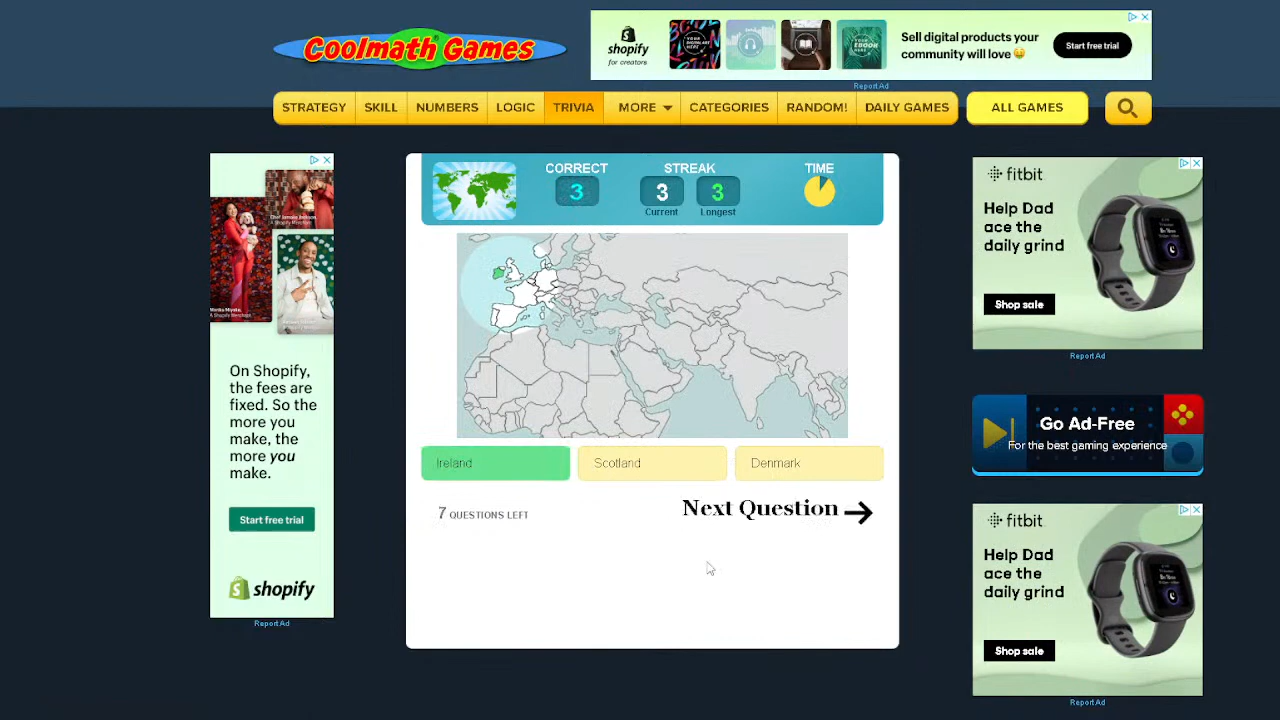 Coolmath Games
shopify
for creators
Sell digital products your
community will love 🤑
Start free trial
Report Ad
STRATEGY
SKILL
NUMBERS
LOGIC
TRIVIA
MORE
CATEGORIES
RANDOM!
DAILY GAMES
ALL GAMES
On Shopify,
the fees are
fixed. So the
more you
make, the
more you
make.
Start free trial
shopify
Report Ad
CORRECT
3
STREAK
3
3
Current
Longest
TIME
Ireland
Scotland
Denmark
7 QUESTIONS LEFT
Next Question
fitbit
Help Dad
ace the
daily grind
Shop sale
Report Ad
Go Ad-Free
For the best gaming experience
fitbit
Help Dad
ace the
daily grind
Shop sale
Report Ad